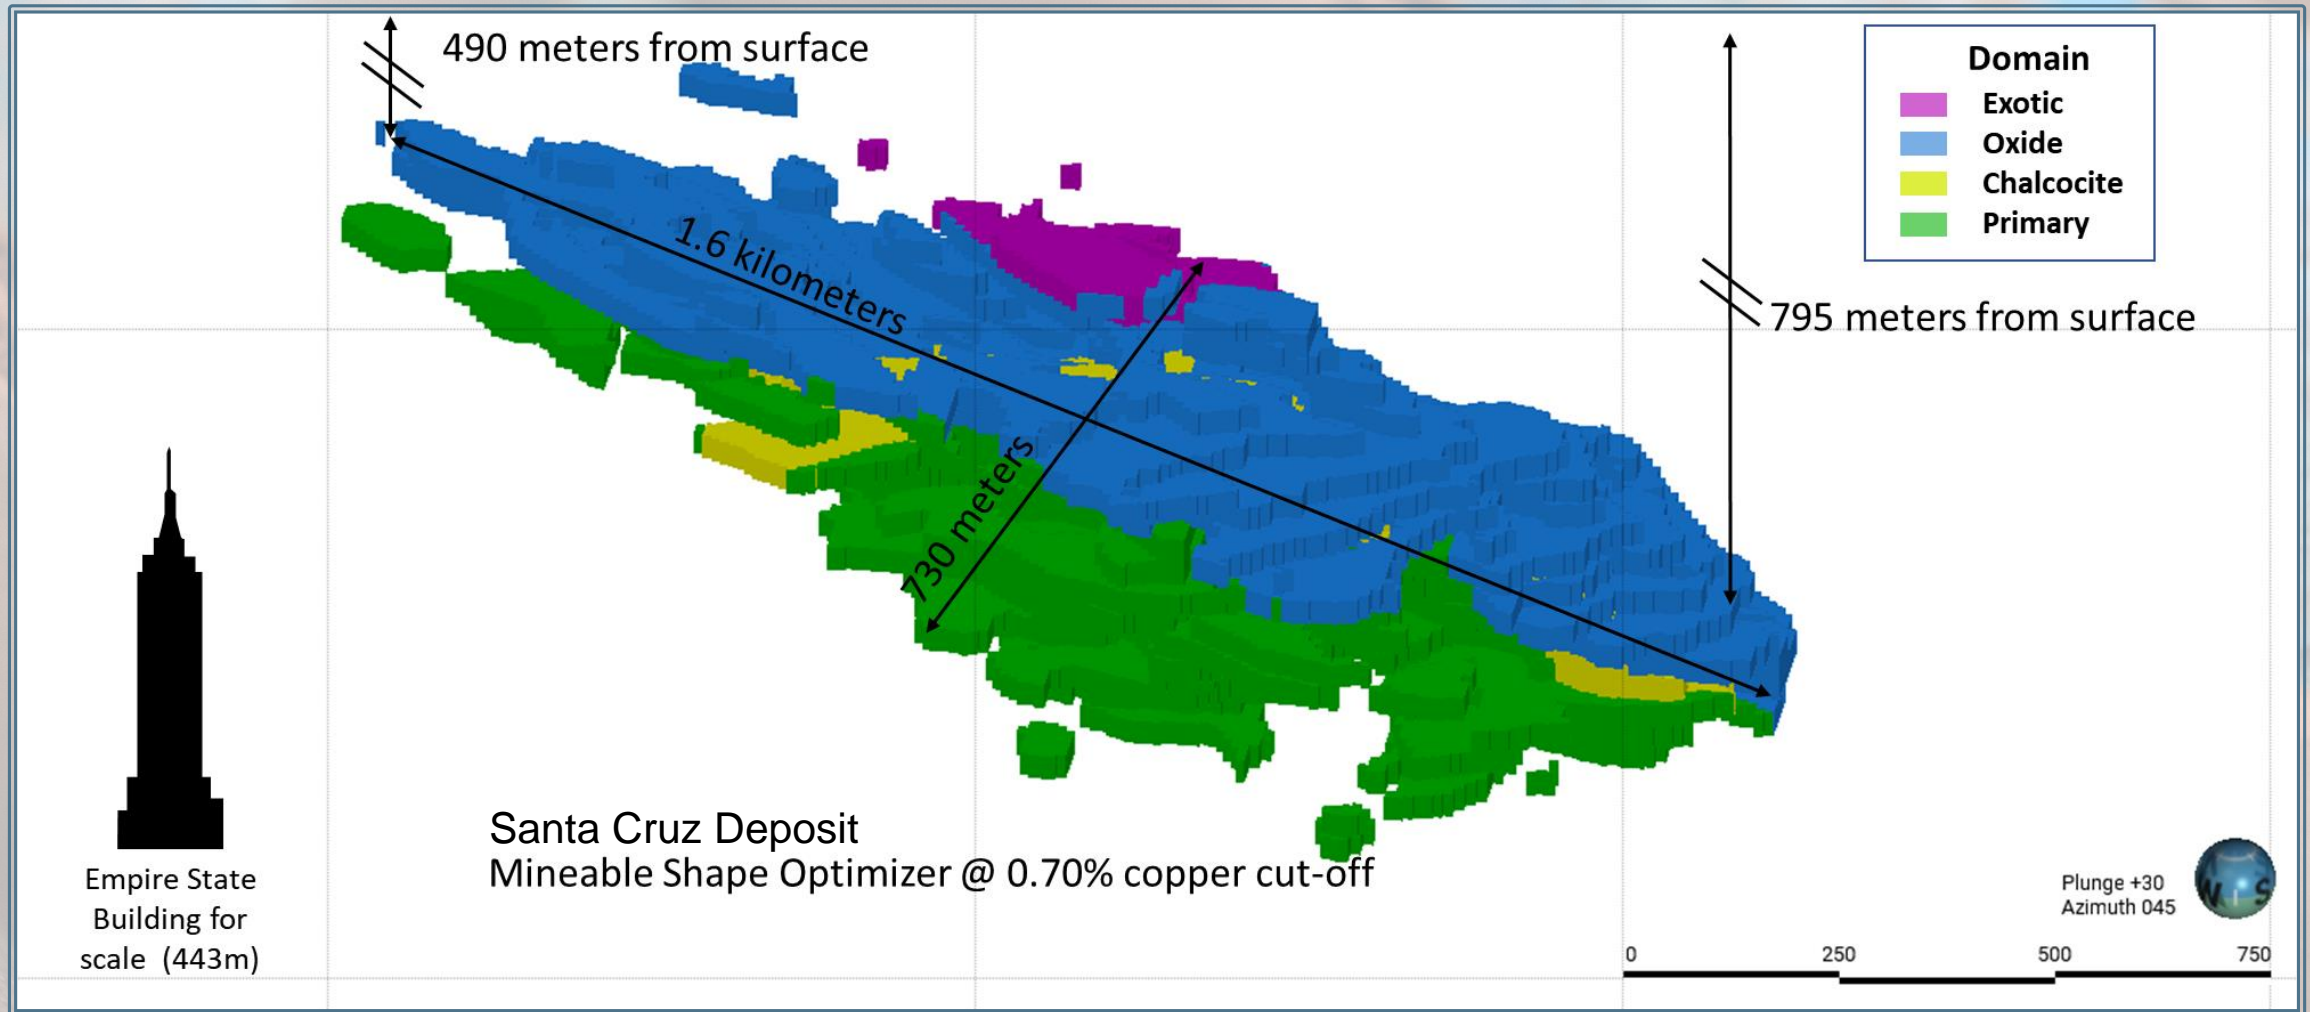 490 meters from surface
Domain
Exotic
Oxide
Chalcocite
Primary
1.6 kilometers
795 meters from surface
730 meters
Santa Cruz Deposit
Mineable Shape Optimizer @ 0.70% copper cut-off
Empire State
Building for
scale (443m)
Plunge +30
Azimuth 045
W S
0 250 500 750